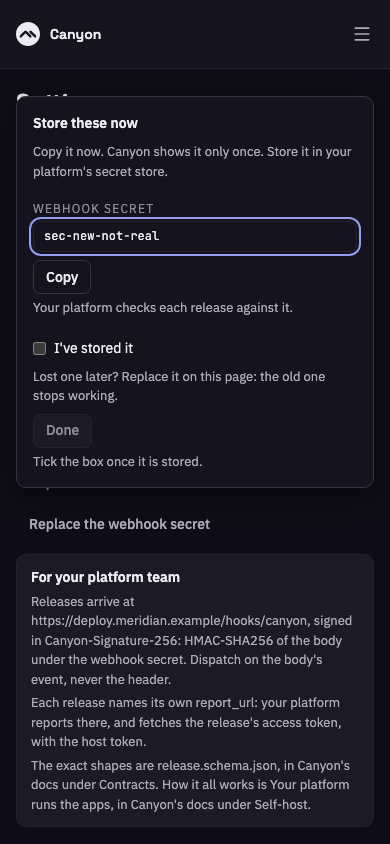 Canyon
Store these now
Copy it now. Canyon shows it only once. Store it in your
platform's secret store.
WEBHOOK SECRET
sec-new-not-real
Copy
Your platform checks each release against it.
I've stored it
Lost one later? Replace it on this page: the old one
stops working.
Done
Tick the box once it is stored.
Replace the webhook secret
For your platform team
Releases arrive at
https://deploy.meridian.example/hooks/canyon, signed
in Canyon-Signature-256: HMAC-SHA256 of the body
under the webhook secret. Dispatch on the body's
event, never the header.
Each release names its own report_url: your platform
reports there, and fetches the release's access token,
with the host token.
The exact shapes are release.schema.json, in Canyon's
docs under Contracts. How it all works is Your platform
runs the apps, in Canyon's docs under Self-host.